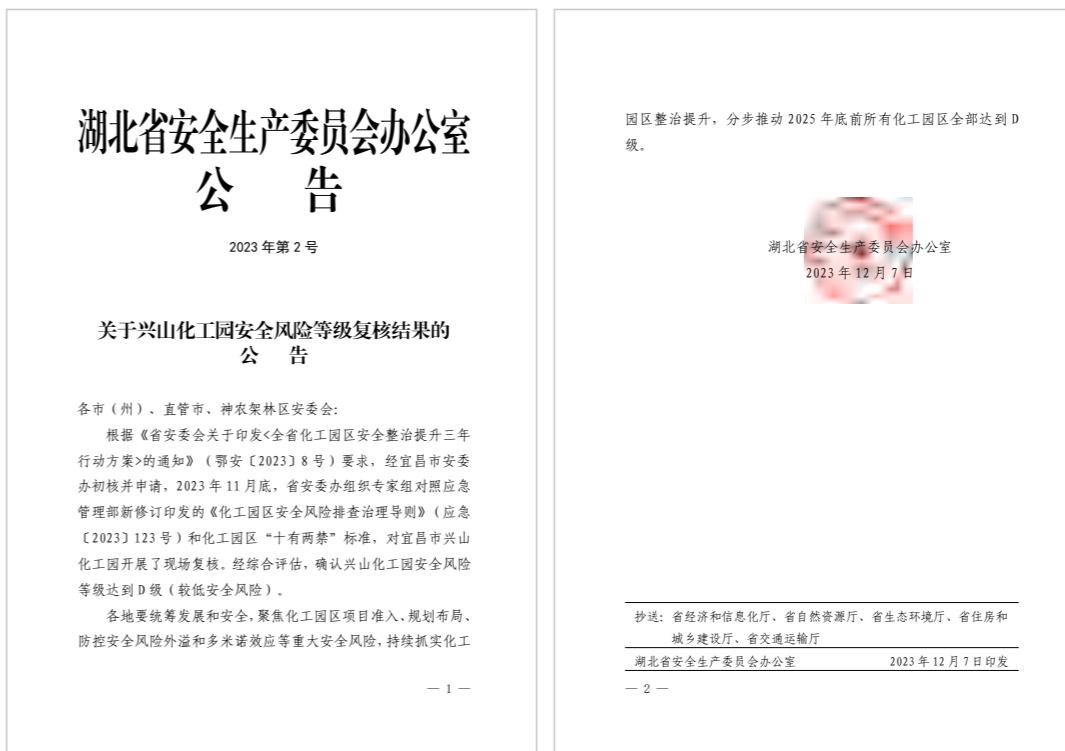 湖北省安全生产委员会办公室
公 告
2023 年第 2 号
关于兴山化工园安全风险等级复核结果的
公 告
各市（州）、直管市、神农架林区安委会：
根据《省安委会关于印发<全省化工园区安全整治提升三年
行动方案>的通知》（鄂安〔2023〕8 号）要求，经宜昌市安委
办初核并申请，2023 年 11 月底，省安委办组织专家组对照应急
管理部新修订印发的《化工园区安全风险排查治理导则》（应急
〔2023〕123 号）和化工园区“十有两禁”标准，对宜昌市兴山
化工园开展了现场复核。经综合评估，确认兴山化工园安全风险
等级达到 D 级（较低安全风险）。
各地要统筹发展和安全，聚焦化工园区项目准入、规划布局、
防控安全风险外溢和多米诺效应等重大安全风险，持续抓实化工
— 1 —
园区整治提升，分步推动 2025 年底前所有化工园区全部达到 D
级。
湖北省安全生产委员会办公室
2023 年 12 月 7 日
抄送：省经济和信息化厅、省自然资源厅、省生态环境厅、省住房和
城乡建设厅、省交通运输厅
湖北省安全生产委员会办公室 2023 年 12 月 7 日印发
— 2 —